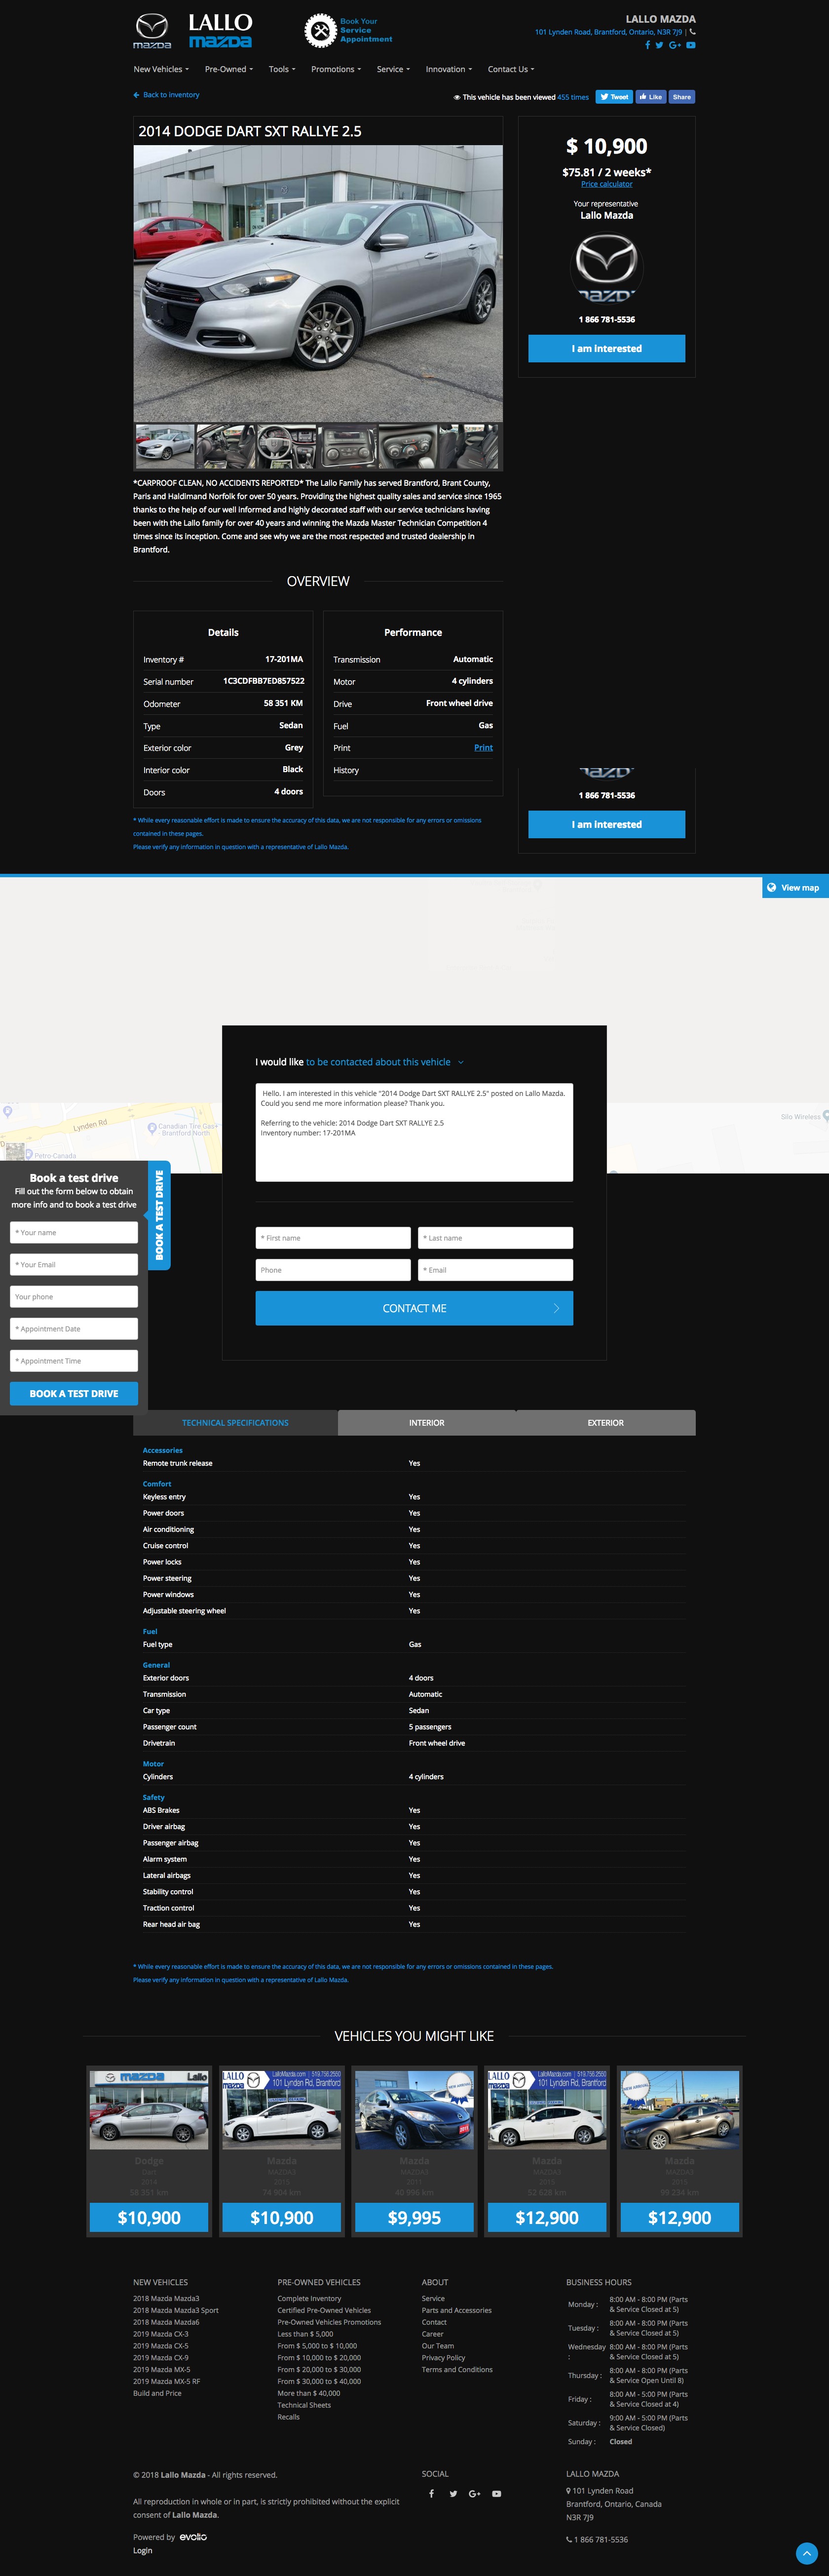 mazda
LALLO
mazda
Book Your
Service
Appointment
LALLO MAZDA
101 Lynden Road, Brantford, Ontario, N3R 7J9 |
New Vehicles
Pre-Owned
Tools
Promotions
Service
Innovation
Contact Us
Back to inventory
This vehicle has been viewed 455 times
Tweet
Like
Share
2014 DODGE DART SXT RALLYE 2.5
$ 10,900
$75.81 / 2 weeks*
Price calculator
Your representative
Lallo Mazda
1 866 781-5536
I am interested
*CARPROOF CLEAN, NO ACCIDENTS REPORTED* The Lallo Family has served Brantford, Brant County,
Paris and Haldimand Norfolk for over 50 years. Providing the highest quality sales and service since 1965
thanks to the help of our well informed and highly decorated staff with our service technicians having
been with the Lallo family for over 40 years and winning the Mazda Master Technician Competition 4
times since its inception. Come and see why we are the most respected and trusted dealership in
Brantford.
OVERVIEW
Details
Inventory # 17-201MA
Serial number 1C3CDFBB7ED857522
Odometer 58 351 KM
Type Sedan
Exterior color Grey
Interior color Black
Doors 4 doors
Performance
Transmission Automatic
Motor 4 cylinders
Drive Front wheel drive
Fuel Gas
Print Print
History
1 866 781-5536
I am interested
* While every reasonable effort is made to ensure the accuracy of this data, we are not responsible for any errors or omissions
contained in these pages.
Please verify any information in question with a representative of Lallo Mazda.
View map
I would like to be contacted about this vehicle
Hello. I am interested in this vehicle "2014 Dodge Dart SXT RALLYE 2.5" posted on Lallo Mazda.
Could you send me more information please? Thank you.
Referring to the vehicle: 2014 Dodge Dart SXT RALLYE 2.5
Inventory number: 17-201MA
Lynden Rd
Canadian Tire Gas+
Brantford North
Petro-Canada
Silo Wireless
Book a test drive
Fill out the form below to obtain
more info and to book a test drive
* Your name
* Your Email
Your phone
* Appointment Date
* Appointment Time
BOOK A TEST DRIVE
BOOK A TEST DRIVE
* First name
* Last name
Phone
* Email
CONTACT ME
TECHNICAL SPECIFICATIONS
INTERIOR
EXTERIOR
Accessories
Remote trunk release Yes
Comfort
Keyless entry Yes
Power doors Yes
Air conditioning Yes
Cruise control Yes
Power locks Yes
Power steering Yes
Power windows Yes
Adjustable steering wheel Yes
Fuel
Fuel type Gas
General
Exterior doors 4 doors
Transmission Automatic
Car type Sedan
Passenger count 5 passengers
Drivetrain Front wheel drive
Motor
Cylinders 4 cylinders
Safety
ABS Brakes Yes
Driver airbag Yes
Passenger airbag Yes
Alarm system Yes
Lateral airbags Yes
Stability control Yes
Traction control Yes
Rear head air bag Yes
* While every reasonable effort is made to ensure the accuracy of this data, we are not responsible for any errors or omissions contained in these pages.
Please verify any information in question with a representative of Lallo Mazda.
VEHICLES YOU MIGHT LIKE
mazda Lallo
Dodge
Dart
2014
58 351 km
$10,900
LALLO mazda
LalloMazda.com | 519.756.2550
101 Lynden Rd, Brantford
Mazda
MAZDA3
2015
$10,900
NEW ARRIVAL
Mazda
MAZDA3
$9,995
LALLO mazda
LalloMazda.com | 519.756.2550
101 Lynden Rd, Brantford
Mazda
MAZDA3
2015
$12,900
NEW ARRIVAL
Mazda
MAZDA3
2015
$12,900
NEW VEHICLES
2018 Mazda Mazda3
2018 Mazda Mazda3 Sport
2018 Mazda Mazda6
2019 Mazda CX-3
2019 Mazda CX-5
2019 Mazda CX-9
2019 Mazda MX-5
2019 Mazda MX-5 RF
Build and Price
PRE-OWNED VEHICLES
Complete Inventory
Certified Pre-Owned Vehicles
Pre-Owned Vehicles Promotions
Less than $ 5,000
From $ 5,000 to $ 10,000
From $ 10,000 to $ 20,000
From $ 20,000 to $ 30,000
From $ 30,000 to $ 40,000
More than $ 40,000
Technical Sheets
Recalls
ABOUT
Service
Parts and Accessories
Contact
Career
Our Team
Privacy Policy
Terms and Conditions
BUSINESS HOURS
Monday : 8:00 AM - 8:00 PM (Parts
& Service Closed at 5)
Tuesday : 8:00 AM - 8:00 PM (Parts
& Service Closed at 5)
Wednesday : 8:00 AM - 8:00 PM (Parts
& Service Closed at 5)
Thursday : 8:00 AM - 8:00 PM (Parts
& Service Open Until 8)
Friday : 8:00 AM - 5:00 PM (Parts
& Service Closed at 4)
Saturday : 9:00 AM - 5:00 PM (Parts
& Service Closed)
Sunday : Closed
© 2018 Lallo Mazda - All rights reserved.
All reproduction in whole or in part, is strictly prohibited without the explicit
consent of Lallo Mazda.
Powered by evolio
Login
SOCIAL
LALLO MAZDA
101 Lynden Road
Brantford, Ontario, Canada
N3R 7J9
1 866 781-5536